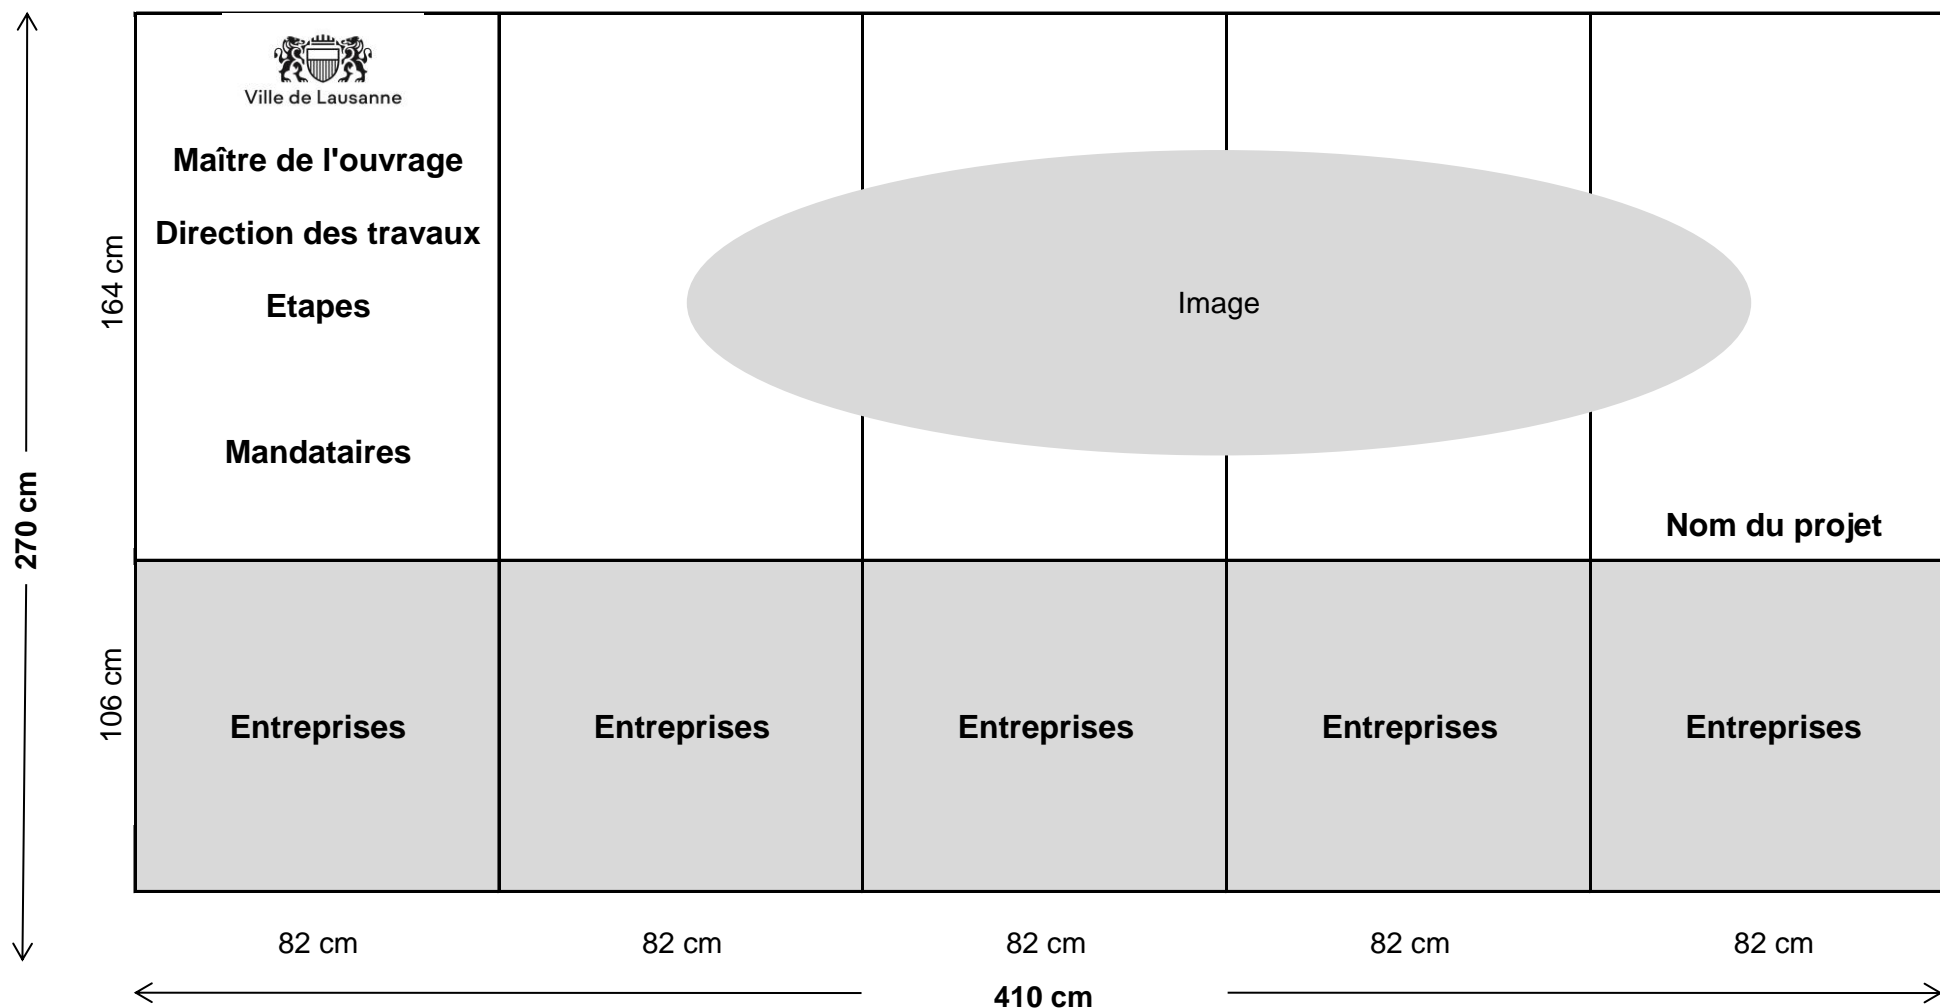 Ville de Lausanne
Maître de l'ouvrage
Direction des travaux
Etapes
Mandataires
Image
Nom du projet
164 cm
270 cm
106 cm
Entreprises
Entreprises
Entreprises
Entreprises
Entreprises
82 cm
82 cm
82 cm
82 cm
82 cm
410 cm